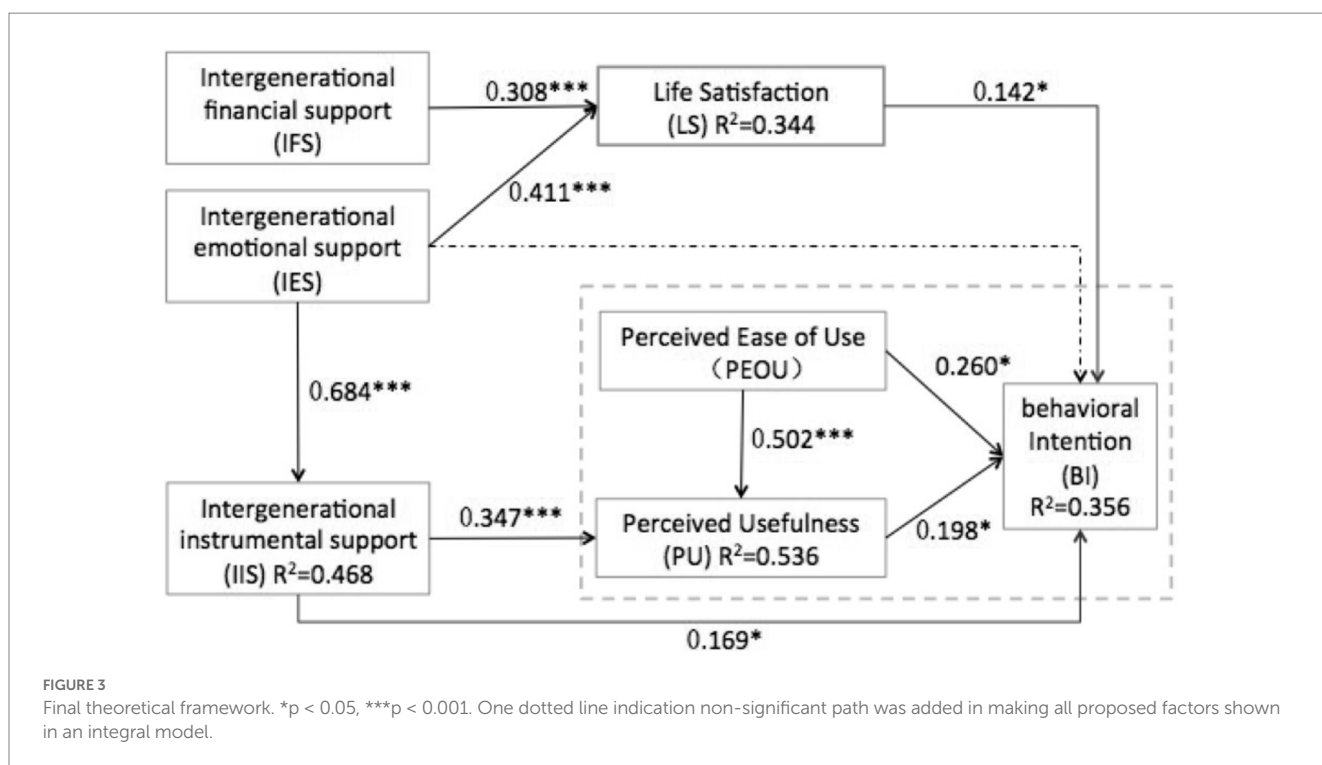 Intergenerational
financial support
(IFS)
0.308***
Life Satisfaction
(LS) R²=0.344
0.142*
0.411***
Intergenerational
emotional support
(IES)
0.684***
Perceived Ease of Use
（PEOU）
0.260*
0.502***
behavioral
Intention
(BI)
R²=0.356
Intergenerational
instrumental support
(IIS) R²=0.468
0.347***
Perceived Usefulness
(PU) R²=0.536
0.198*
0.169*
FIGURE 3
Final theoretical framework. *p < 0.05, ***p < 0.001. One dotted line indication non-significant path was added in making all proposed factors shown
in an integral model.